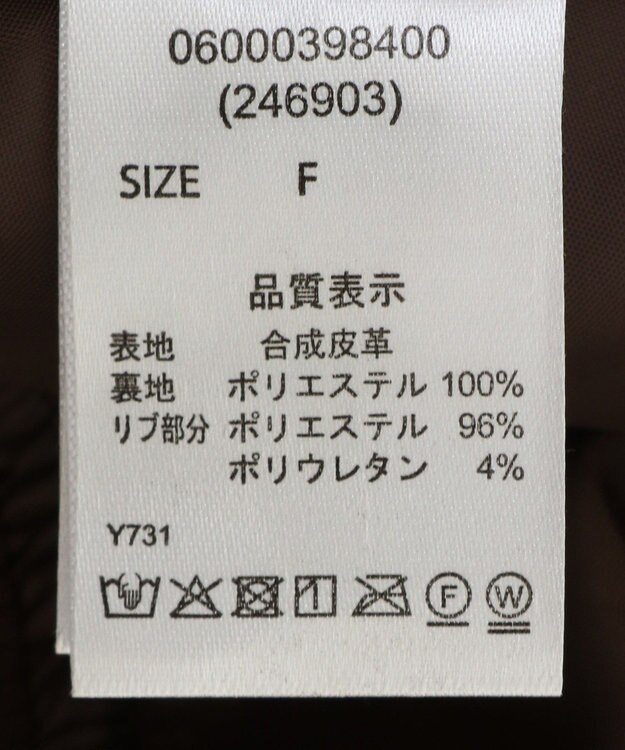 06000398400
(246903)
SIZE F
品質表示
表地 合成皮革
裏地 ポリエステル 100%
リブ部分 ポリエステル 96%
ポリウレタン 4%
Y731
F W